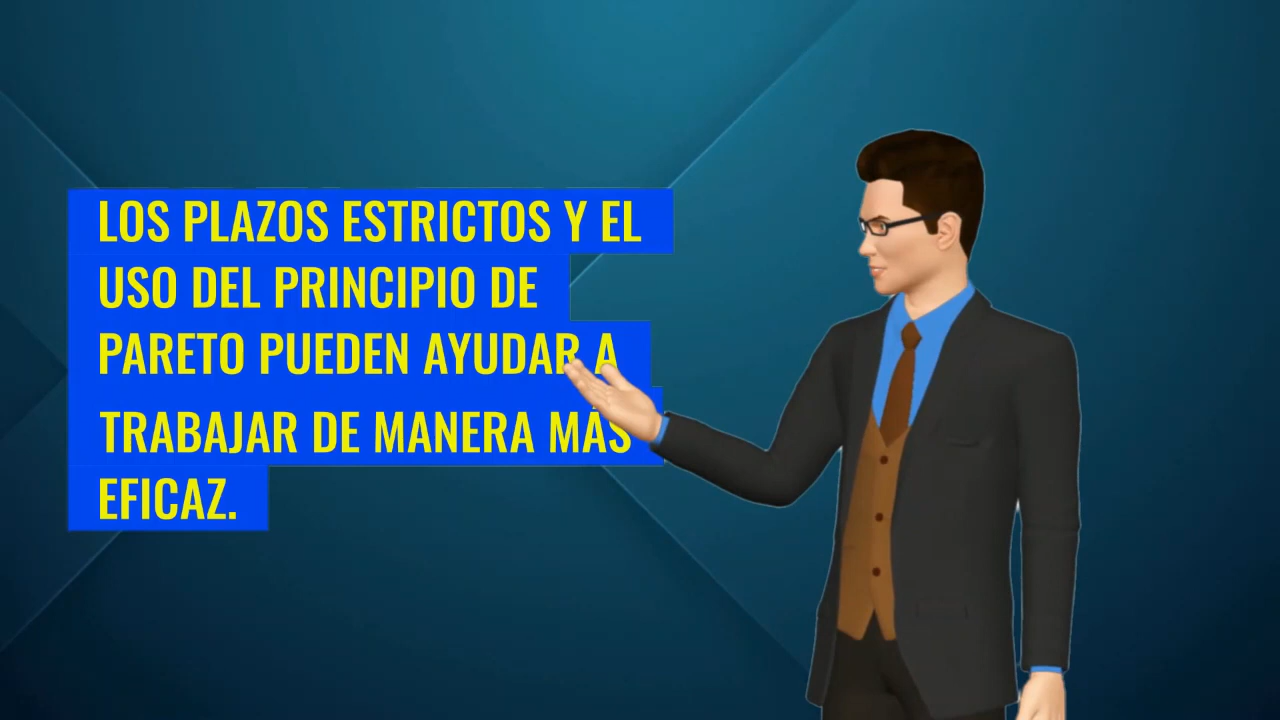 LOS PLAZOS ESTRICTOS Y EL
USO DEL PRINCIPIO DE
PARETO PUEDEN AYUDAR A
TRABAJAR DE MANERA MÁS
EFICAZ.